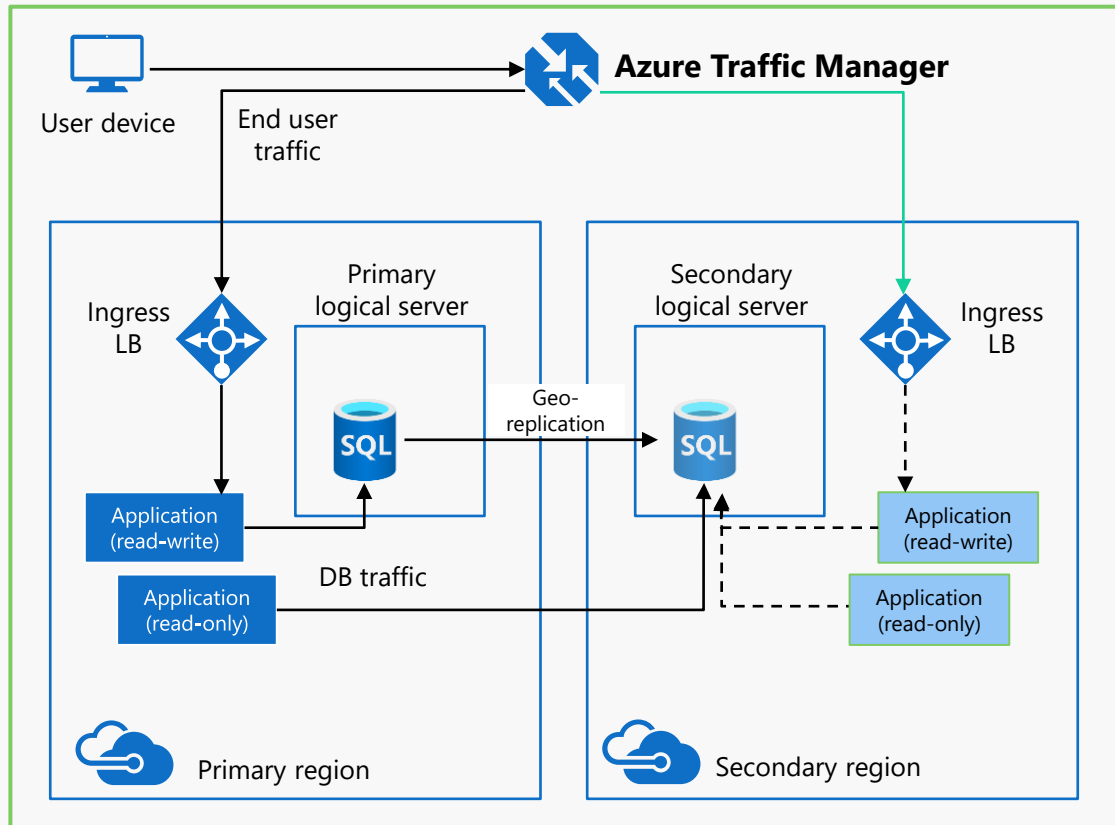 Azure Traffic Manager
User device
End user
traffic
Primary
logical server
Ingress
LB
SQL
Geo-
replication
Application
(read-write)
Application
(read-only)
DB traffic
Primary region
Secondary
logical server
Ingress
LB
SQL
Application
(read-write)
Application
(read-only)
Secondary region